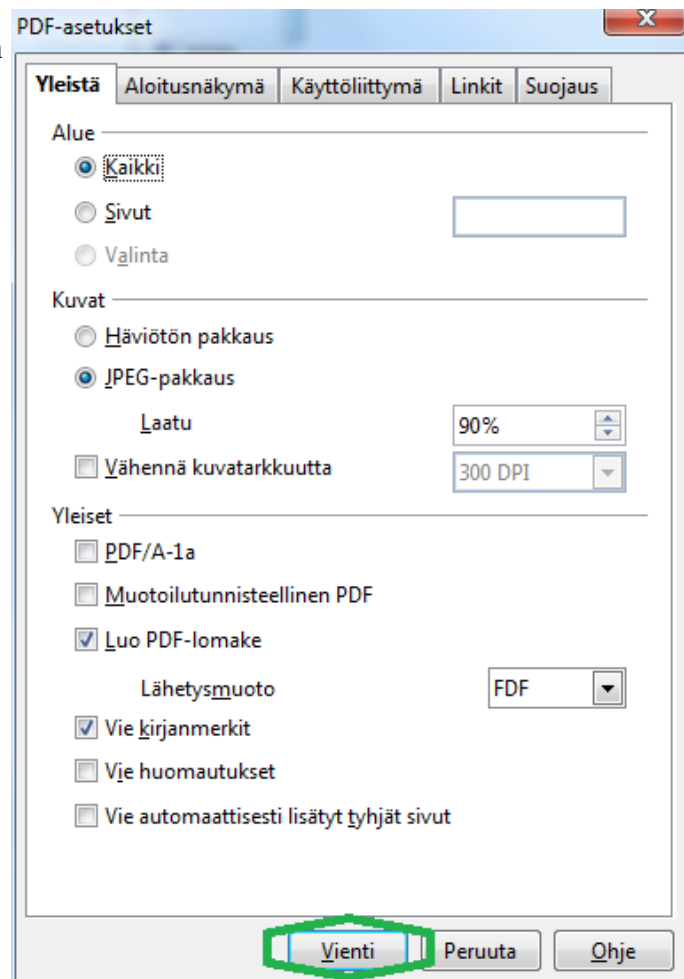 PDF-asetukset
Yleistä Aloitusnäkymä Käyttöliittymä Linkit Suojaus
Alue
Kaikki
Sivut
Valinta
Kuvat
Häviötön pakkaus
JPEG-pakkaus
Laatu 90%
Vähennä kuvatarkkuutta 300 DPI
Yleiset
PDF/A-1a
Muotoilutunnisteellinen PDF
Luo PDF-lomake
Lähetysmuoto FDF
Vie kirjanmerkit
Vie huomautukset
Vie automaattisesti lisätyt tyhjät sivut
Vienti Peruuta Ohje